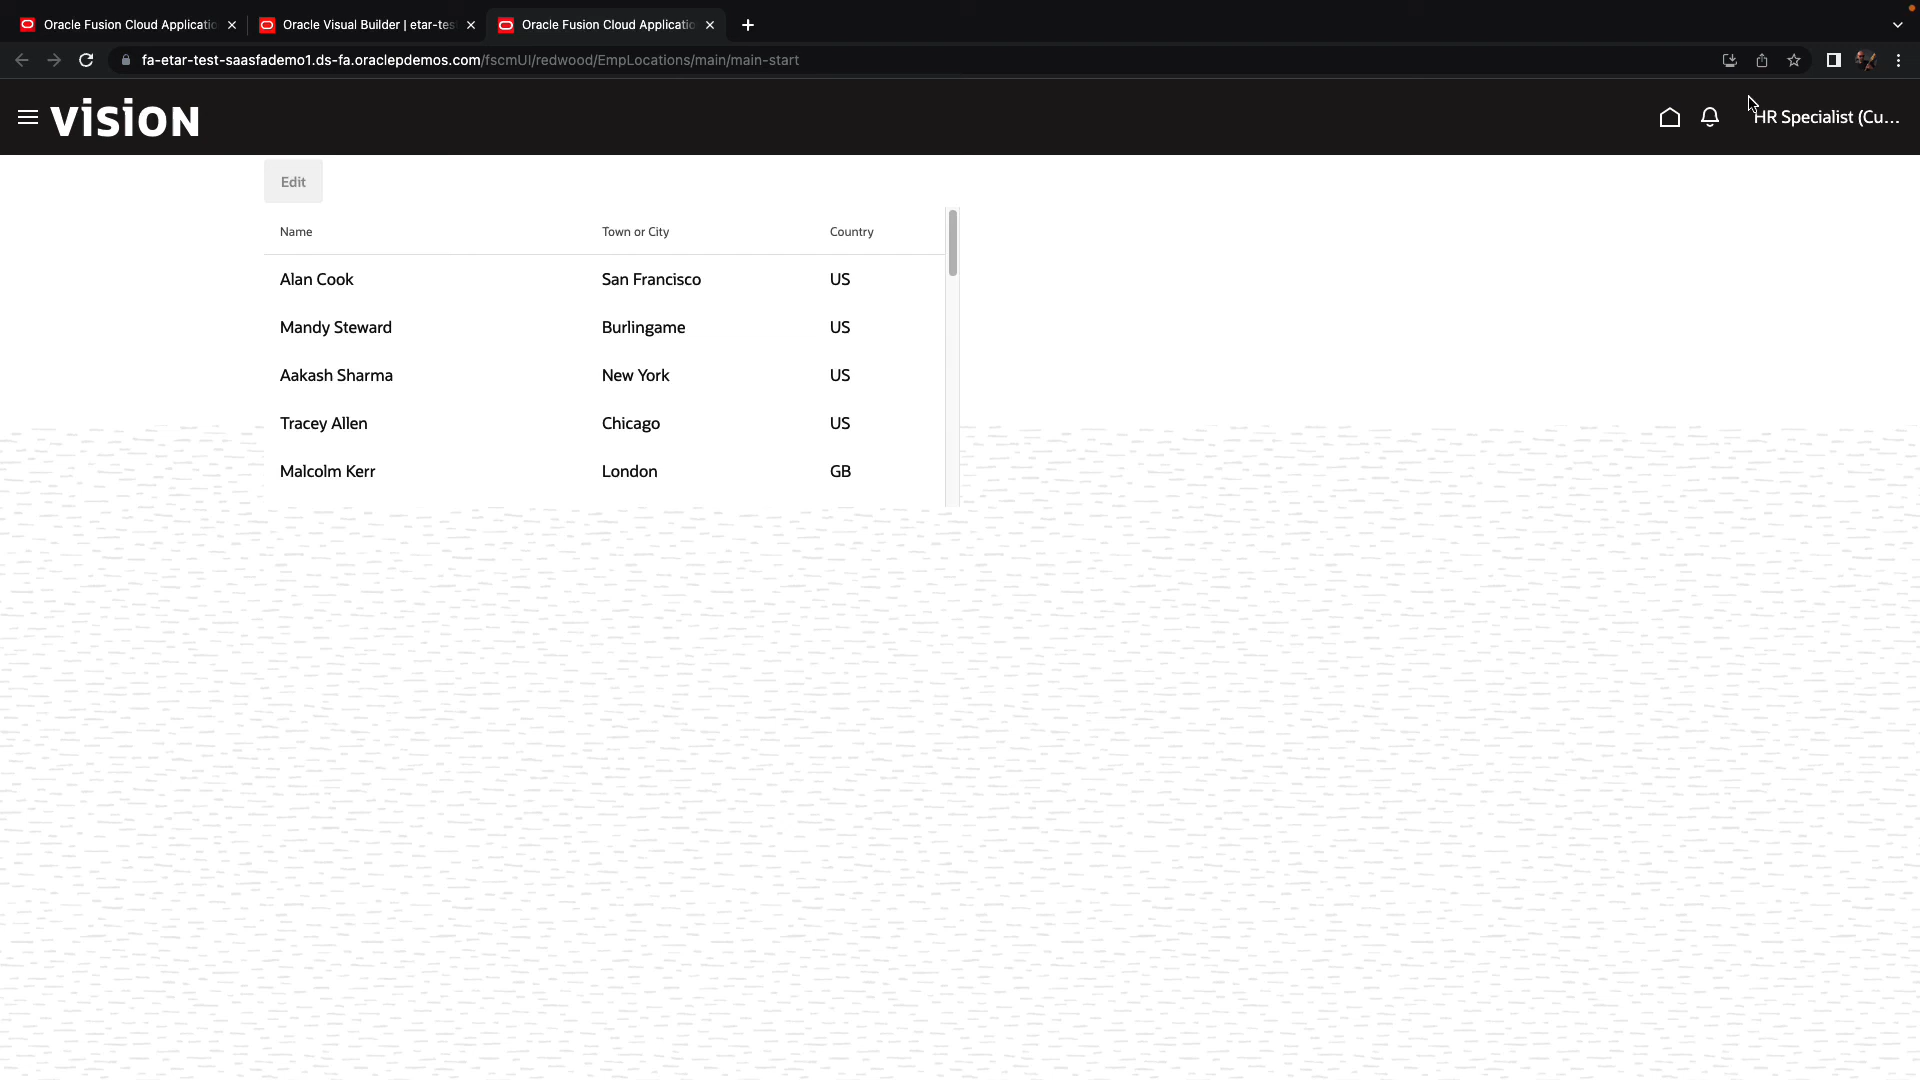 Oracle Fusion Cloud Applicatio
Oracle Visual Builder | etar-tes
Oracle Fusion Cloud Applicatio
fa-etar-test-saasfademo1.ds-fa.oraclepdemos.com/fscmUI/redwood/EmpLocations/main/main-start
vision
HR Specialist (Cu...
Edit
Name Town or City Country
Alan Cook San Francisco US
Mandy Steward Burlingame US
Aakash Sharma New York US
Tracey Allen Chicago US
Malcolm Kerr London GB